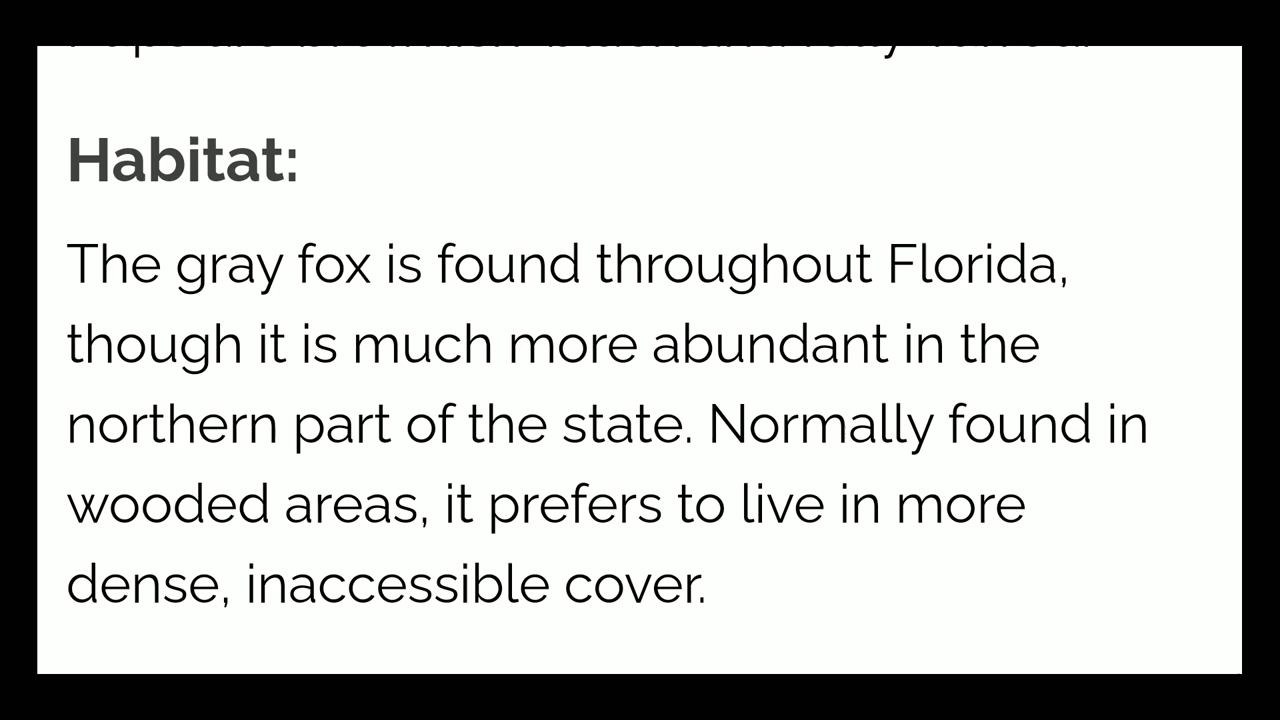 Habitat:
The gray fox is found throughout Florida,
though it is much more abundant in the
northern part of the state. Normally found in
wooded areas, it prefers to live in more
dense, inaccessible cover.